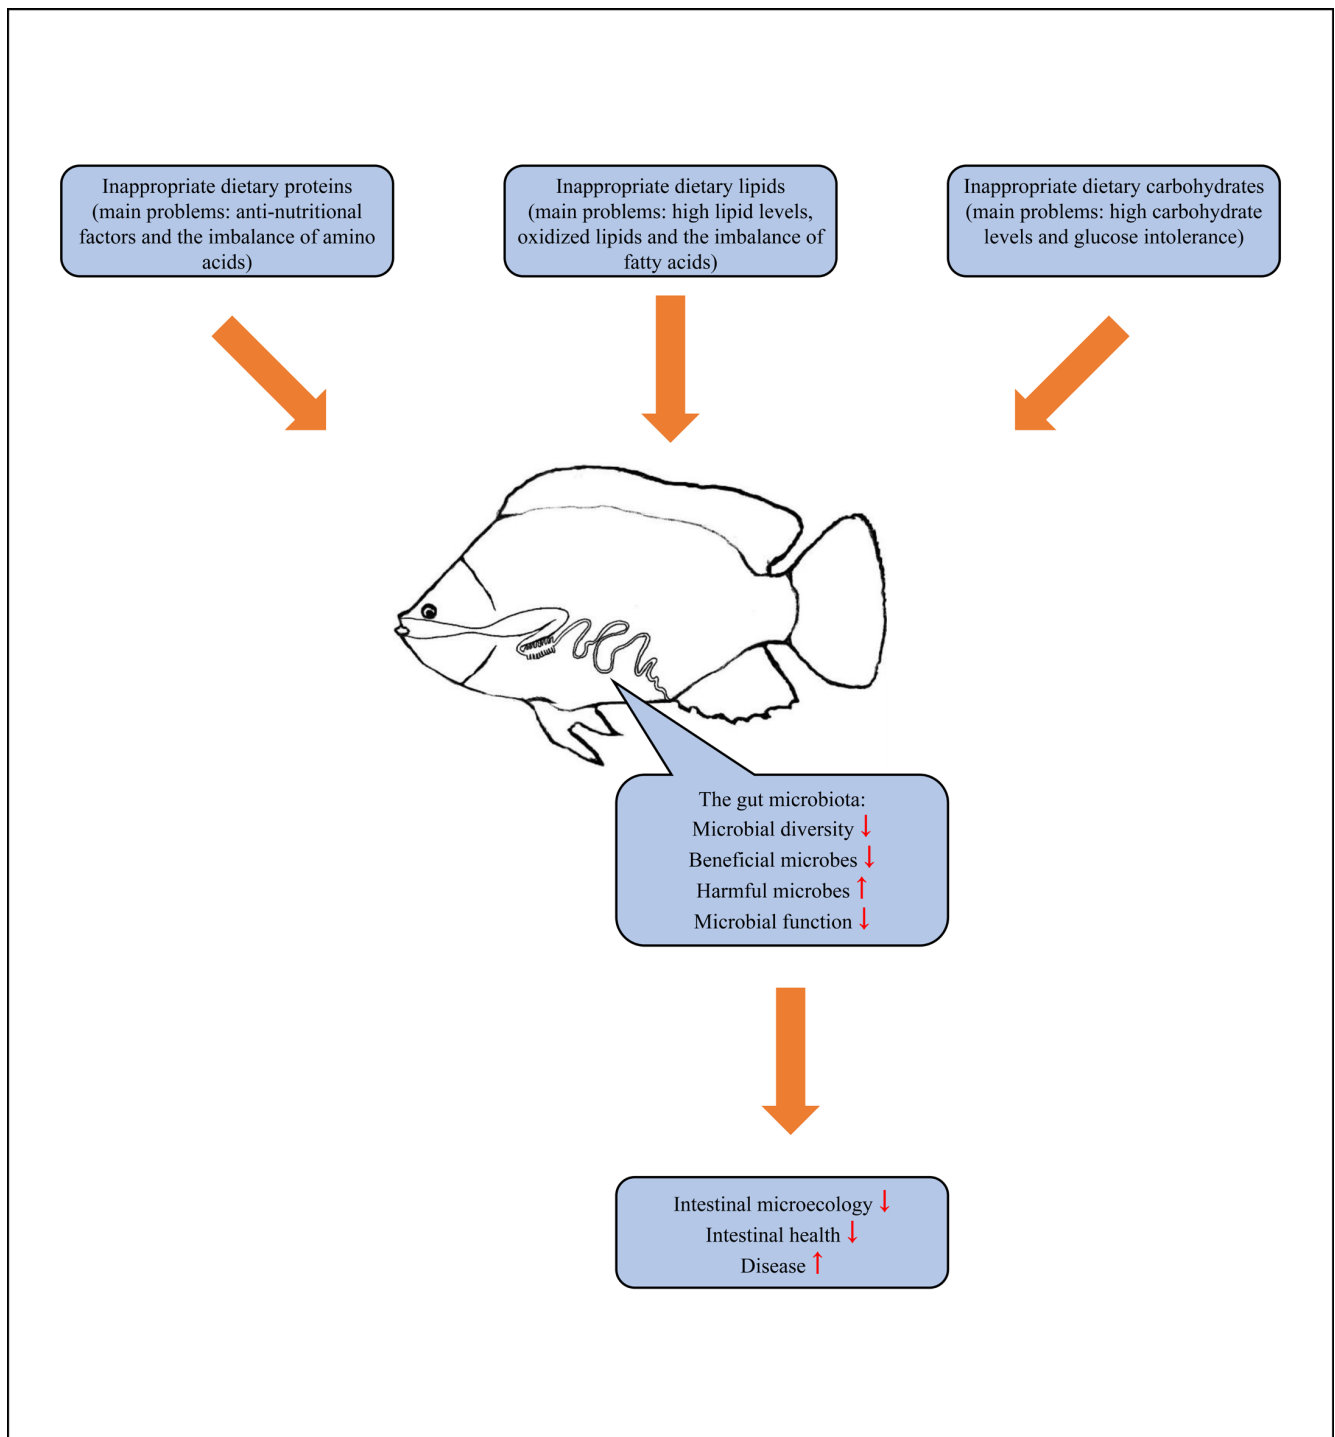 Inappropriate dietary proteins
(main problems: anti-nutritional
factors and the imbalance of amino
acids)
Inappropriate dietary lipids
(main problems: high lipid levels,
oxidized lipids and the imbalance of
fatty acids)
Inappropriate dietary carbohydrates
(main problems: high carbohydrate
levels and glucose intolerance)
The gut microbiota:
Microbial diversity ↓
Beneficial microbes ↓
Harmful microbes ↑
Microbial function ↓
Intestinal microecology ↓
Intestinal health ↓
Disease ↑